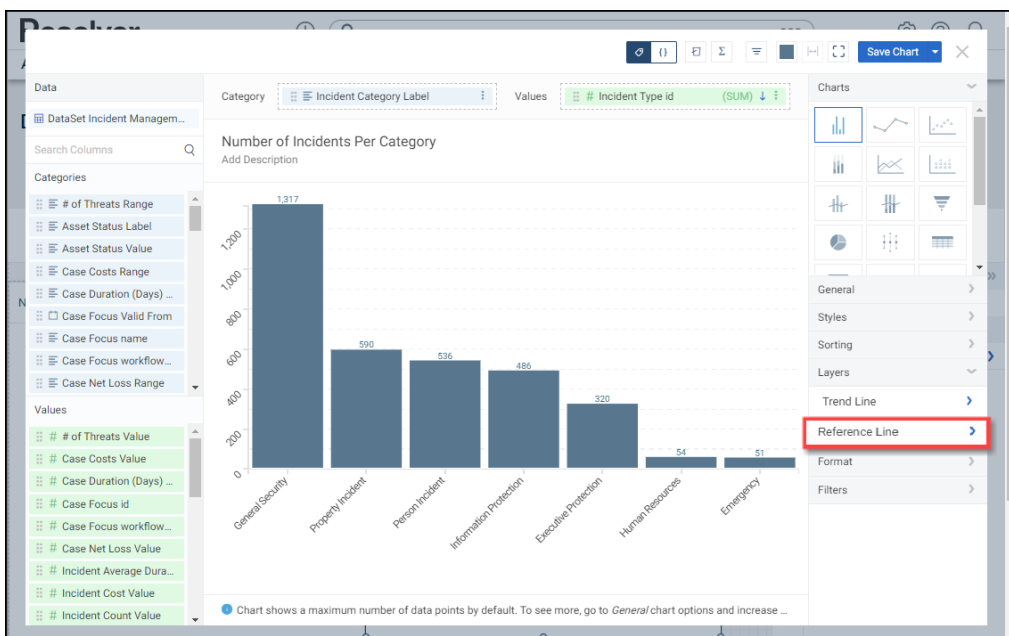 Resolver
Save Chart
Data
DataSet Incident Managem...
Search Columns
Categories
# of Threats Range
Asset Status Label
Asset Status Value
Case Costs Range
Case Duration (Days) ...
Case Focus Valid From
Case Focus name
Case Focus workflow...
Case Net Loss Range
Values
# # of Threats Value
# Case Costs Value
# Case Duration (Days) ...
# Case Focus id
# Case Focus workflow...
# Case Net Loss Value
# Incident Average Dura...
# Incident Cost Value
# Incident Count Value
Category Incident Category Label Values # Incident Type id (SUM)
Number of Incidents Per Category
Add Description
1,317
590
536
486
320
54
51
1,200
1,000
800
600
400
200
0
General Security
Property Incident
Person Incident
Information Protection
Executive Protection
Human Resources
Emergency
Chart shows a maximum number of data points by default. To see more, go to General chart options and increase ...
Charts
General
Styles
Sorting
Layers
Trend Line
Reference Line
Format
Filters